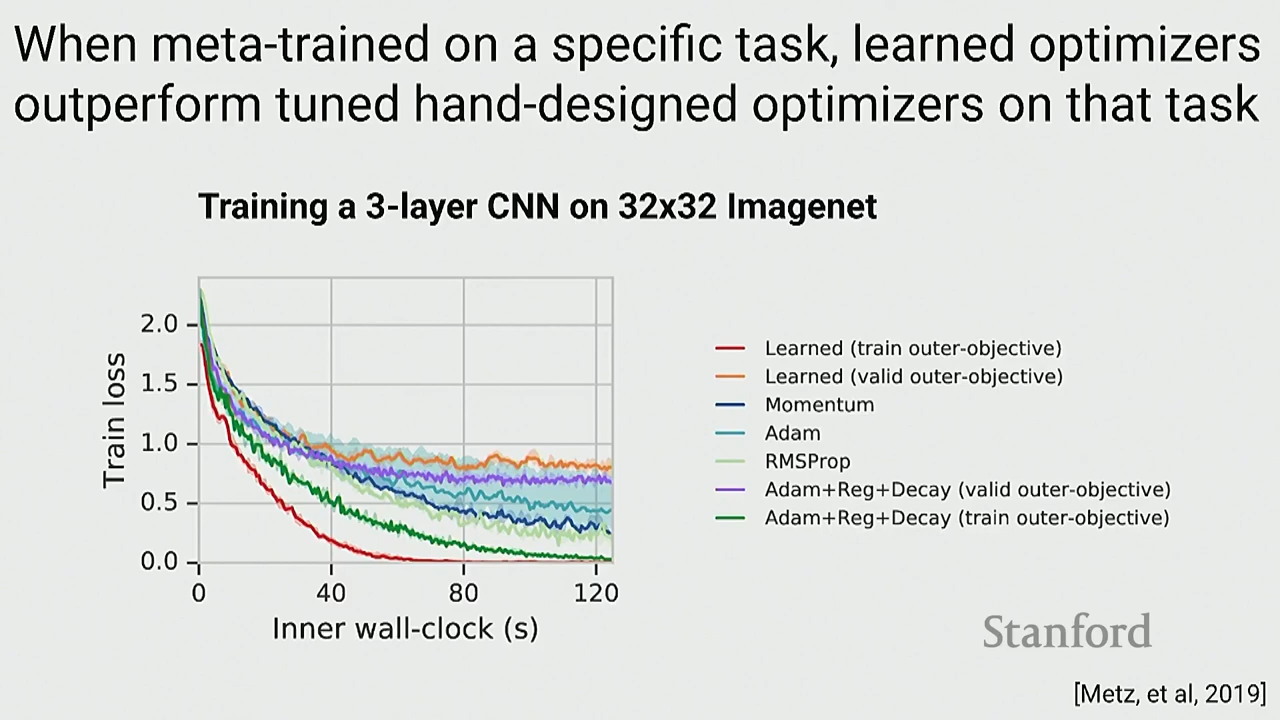 When meta-trained on a specific task, learned optimizers
outperform tuned hand-designed optimizers on that task
Training a 3-layer CNN on 32x32 Imagenet
Train loss
2.0
1.5
1.0
0.5
0.0
0 40 80 120
Inner wall-clock (s)
Learned (train outer-objective)
Learned (valid outer-objective)
Momentum
Adam
RMSProp
Adam+Reg+Decay (valid outer-objective)
Adam+Reg+Decay (train outer-objective)
Stanford
[Metz, et al, 2019]